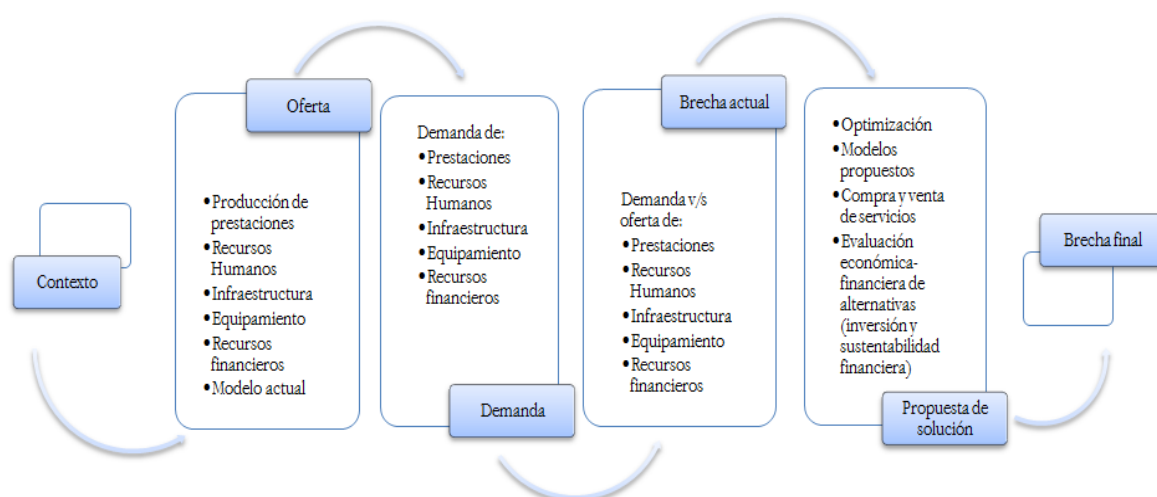 Contexto
Oferta
•Producción de
prestaciones
•Recursos
Humanos
•Infraestructura
•Equipamiento
•Recursos
financieros
•Modelo actual
Demanda de:
•Prestaciones
•Recursos
Humanos
•Infraestructura
•Equipamiento
•Recursos
financieros
Demanda
Brecha actual
Demanda v/s
oferta de:
•Prestaciones
•Recursos
Humanos
•Infraestructura
•Equipamiento
•Recursos
financieros
•Optimización
•Modelos
propuestos
•Compra y venta
de servicios
•Evaluación
económica-
financiera de
alternativas
(inversión y
sustentabilidad
financiera)
Propuesta de
solución
Brecha final